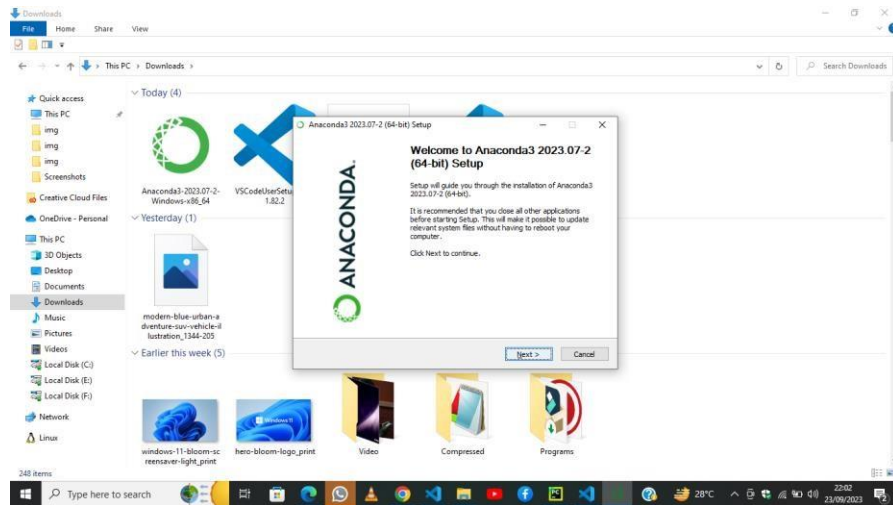 Downloads
File Home Share View
This PC > Downloads >
Search Downloads
Quick access
This PC
img
img
img
Screenshots
Creative Cloud Files
OneDrive - Personal
This PC
3D Objects
Desktop
Documents
Downloads
Music
Pictures
Videos
Local Disk (C:)
Local Disk (E:)
Local Disk (F:)
Network
Linux
Today (4)
Anaconda3-2023.07-2-
Windows-x86_64
VSCodeUserSetu
1.82.2
Yesterday (1)
modern-blue-urban-a
dventure-suv-vehicle-il
lustration_1344-205
Earlier this week (5)
windows-11-bloom-sc
reensaver-light_print
Windows 11
hero-bloom-logo_print
Video
Compressed
Programs
Anaconda3 2023.07-2 (64-bit) Setup
ANACONDA.
Welcome to Anaconda3 2023.07-2
(64-bit) Setup
Setup will guide you through the installation of Anaconda3
2023.07-2 (64-bit).
It is recommended that you close all other applications
before starting Setup. This will make it possible to update
relevant system files without having to reboot your
computer.
Click Next to continue.
Next > Cancel
248 items
Type here to search
28°C
22:02
23/09/2023